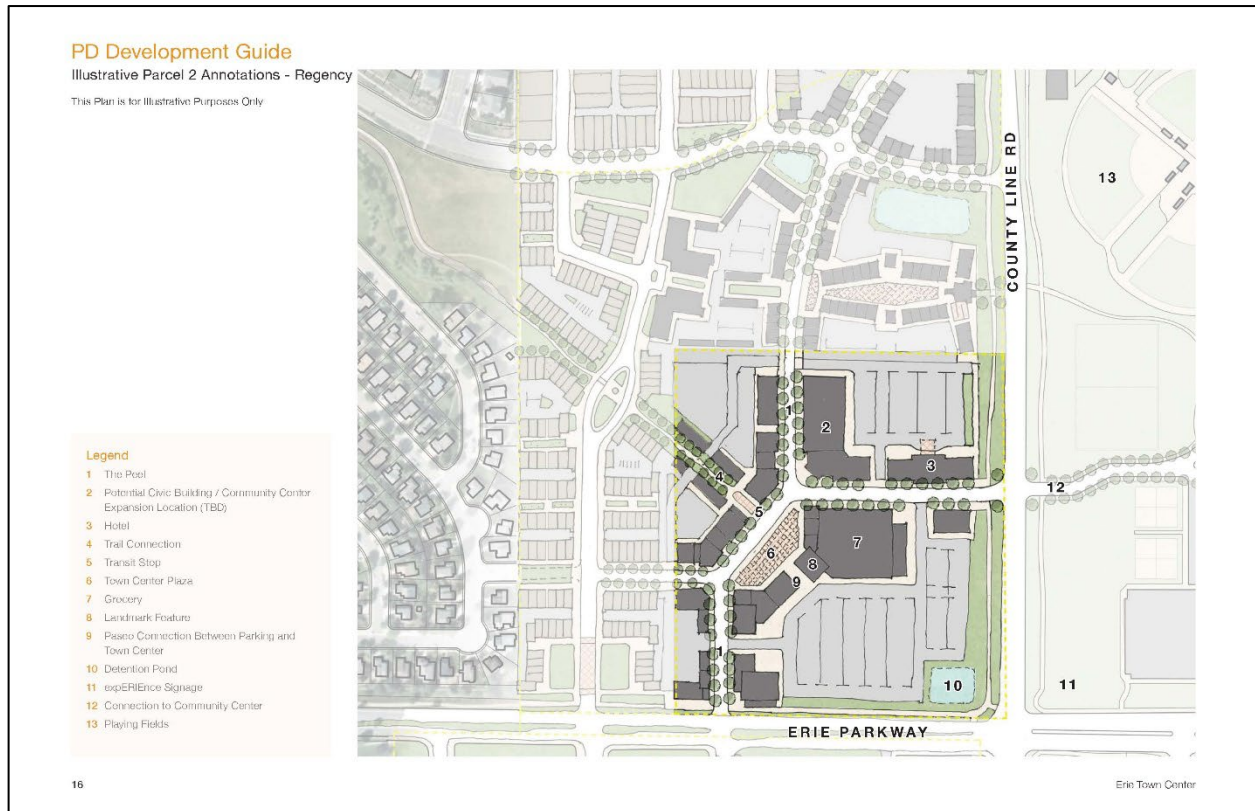 PD Development Guide
Illustrative Parcel 2 Annotations - Regency
This Plan is for Illustrative Purposes Only
COUNTY LINE RD
13
1
2
3
4
12
5
6
7
8
9
1
10
11
ERIE PARKWAY
Legend
1 The Peel
2 Potential Civic Building / Community Center
Expansion Location (TBD)
3 Hotel
4 Trail Connection
5 Transit Stop
6 Town Center Plaza
7 Grocery
8 Landmark Feature
9 Paseo Connection Between Parking and
Town Center
10 Detention Pond
11 expERIEnce Signage
12 Connection to Community Center
13 Playing Fields
16
Erie Town Center